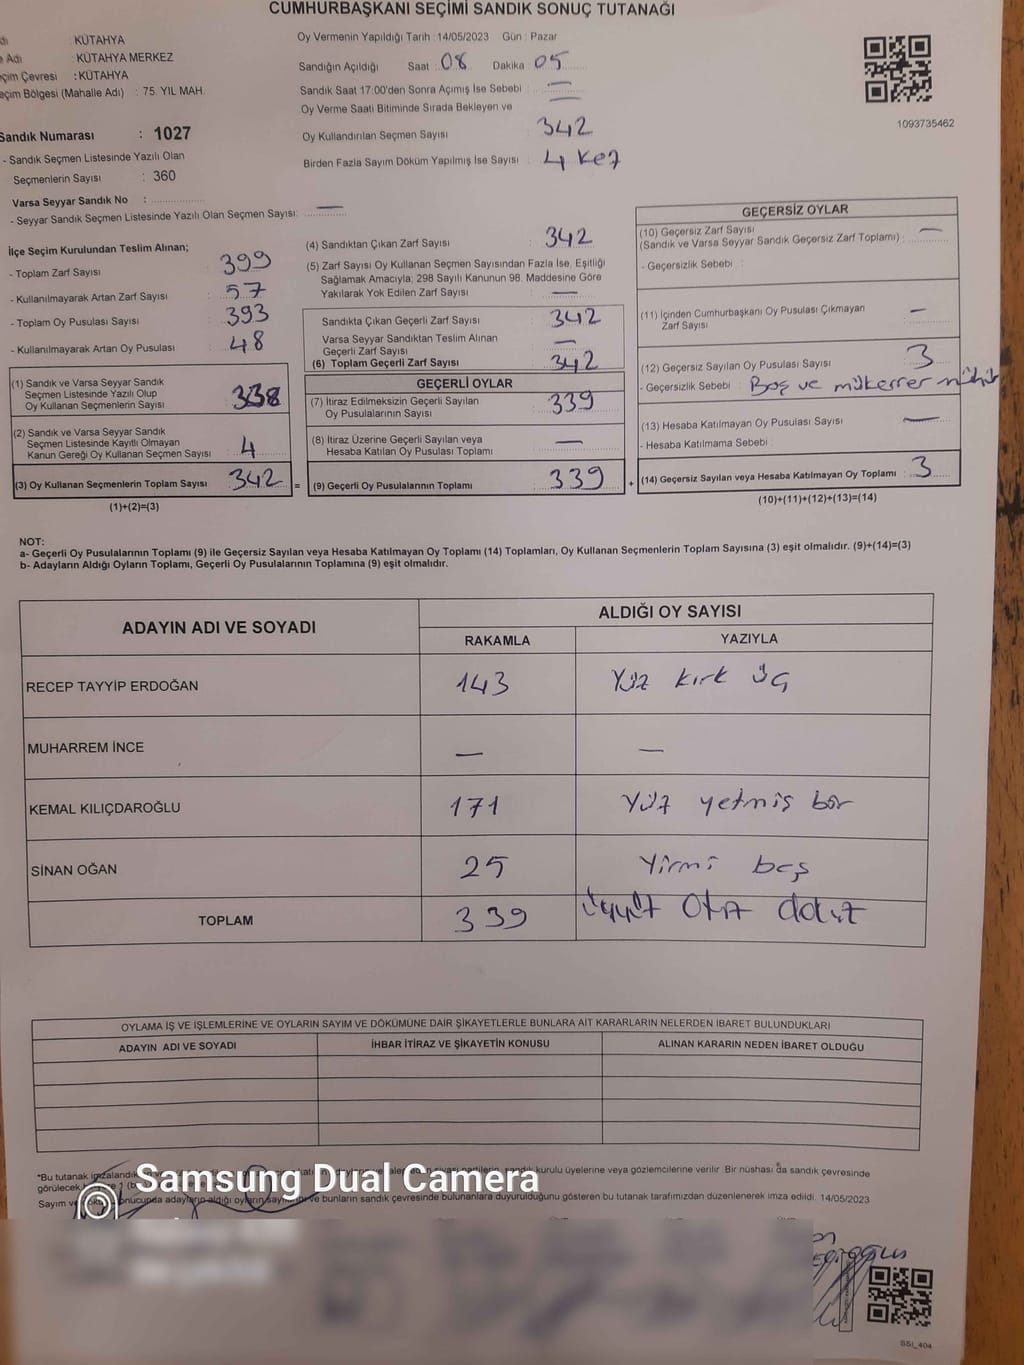 CUMHURBAŞKANI SEÇİMİ SANDIK SONUÇ TUTANAĞI
: KÜTAHYA
Adı : KÜTAHYA MERKEZ
eçim Çevresi : KÜTAHYA
eçim Bölgesi (Mahalle Adı) : 75. YIL MAH.
Sandık Numarası : 1027
- Sandık Seçmen Listesinde Yazılı Olan
Seçmenlerin Sayısı : 360
Varsa Seyyar Sandık No :
- Seyyar Sandık Seçmen Listesinde Yazılı Olan Seçmen Sayısı: —
Oy Vermenin Yapıldığı Tarih : 14/05/2023 Gün : Pazar
Sandığın Açıldığı Saat : 08 Dakika : 05
Sandık Saat 17:00'den Sonra Açımış İse Sebebi : —
Oy Verme Saati Bitiminde Sırada Bekleyen ve —
Oy Kullandırılan Seçmen Sayısı : 342
Birden Fazla Sayım Döküm Yapılmış İse Sayısı : 4 Kez
1093735462
İlçe Seçim Kurulundan Teslim Alınan;
- Toplam Zarf Sayısı : 399
- Kullanılmayarak Artan Zarf Sayısı : 57
- Toplam Oy Pusulası Sayısı : 393
- Kullanılmayarak Artan Oy Pusulası : 48
(1) Sandık ve Varsa Seyyar Sandık
Seçmen Listesinde Yazılı Olup
Oy Kullanan Seçmenlerin Sayısı : 338
(2) Sandık ve Varsa Seyyar Sandık
Seçmen Listesinde Kayıtlı Olmayan
Kanun Gereği Oy Kullanan Seçmen Sayısı : 4
(3) Oy Kullanan Seçmenlerin Toplam Sayısı : 342 =
(1)+(2)=(3)
(4) Sandıktan Çıkan Zarf Sayısı : 342
(5) Zarf Sayısı Oy Kullanan Seçmen Sayısından Fazla İse, Eşitliği
Sağlamak Amacıyla; 298 Sayılı Kanunun 98. Maddesine Göre
Yakılarak Yok Edilen Zarf Sayısı : —
Sandıkta Çıkan Geçerli Zarf Sayısı : 342
Varsa Seyyar Sandıktan Teslim Alınan
Geçerli Zarf Sayısı : —
(6) Toplam Geçerli Zarf Sayısı : 342
GEÇERLİ OYLAR
(7) İtiraz Edilmeksizin Geçerli Sayılan
Oy Pusulalarının Sayısı : 339
(8) İtiraz Üzerine Geçerli Sayılan veya
Hesaba Katılan Oy Pusulası Toplamı : —
(9) Geçerli Oy Pusulalarının Toplamı : 339 +
GEÇERSİZ OYLAR
(10) Geçersiz Zarf Sayısı
(Sandık ve Varsa Seyyar Sandık Geçersiz Zarf Toplamı) : —
- Geçersizlik Sebebi :
(11) İçinden Cumhurbaşkanı Oy Pusulası Çıkmayan
Zarf Sayısı : —
(12) Geçersiz Sayılan Oy Pusulası Sayısı : 3
- Geçersizlik Sebebi : Boş ve mükerrer mühür
(13) Hesaba Katılmayan Oy Pusulası Sayısı : —
- Hesaba Katılmama Sebebi :
(14) Geçersiz Sayılan veya Hesaba Katılmayan Oy Toplamı : 3
(10)+(11)+(12)+(13)=(14)
NOT:
a- Geçerli Oy Pusulalarının Toplamı (9) ile Geçersiz Sayılan veya Hesaba Katılmayan Oy Toplamı (14) Toplamları, Oy Kullanan Seçmenlerin Toplam Sayısına (3) eşit olmalıdır. (9)+(14)=(3)
b- Adayların Aldığı Oyların Toplamı, Geçerli Oy Pusulalarının Toplamına (9) eşit olmalıdır.
ADAYIN ADI VE SOYADI ALDIĞI OY SAYISI
RAKAMLA YAZIYLA
RECEP TAYYİP ERDOĞAN 143 Yüz kırk üç
MUHARREM İNCE — —
KEMAL KILIÇDAROĞLU 171 Yüz yetmiş bir
SİNAN OĞAN 25 Yirmi beş
TOPLAM 339 üçyüz otuz dokuz
OYLAMA İŞ VE İŞLEMLERİNE VE OYLARIN SAYIM VE DÖKÜMÜNE DAİR ŞİKAYETLERLE BUNLARA AİT KARARLARIN NELERDEN İBARET BULUNDUKLARI
ADAYIN ADI VE SOYADI İHBAR İTİRAZ VE ŞİKAYETİN KONUSU ALINAN KARARIN NEDEN İBARET OLDUĞU
*Bu tutanak imzalandık sandık kurulu üyelerine veya gözlemcilerine verilir. Bir nüshası da sandık çevresinde
görülecek
Sayım ve adayların aldığı oyların ve bunların sandık çevresinde bulunanlara duyurulduğunu gösteren bu tutanak tarafımızdan düzenlenerek imza edildi. 14/05/2023
Samsung Dual Camera
SSI_404